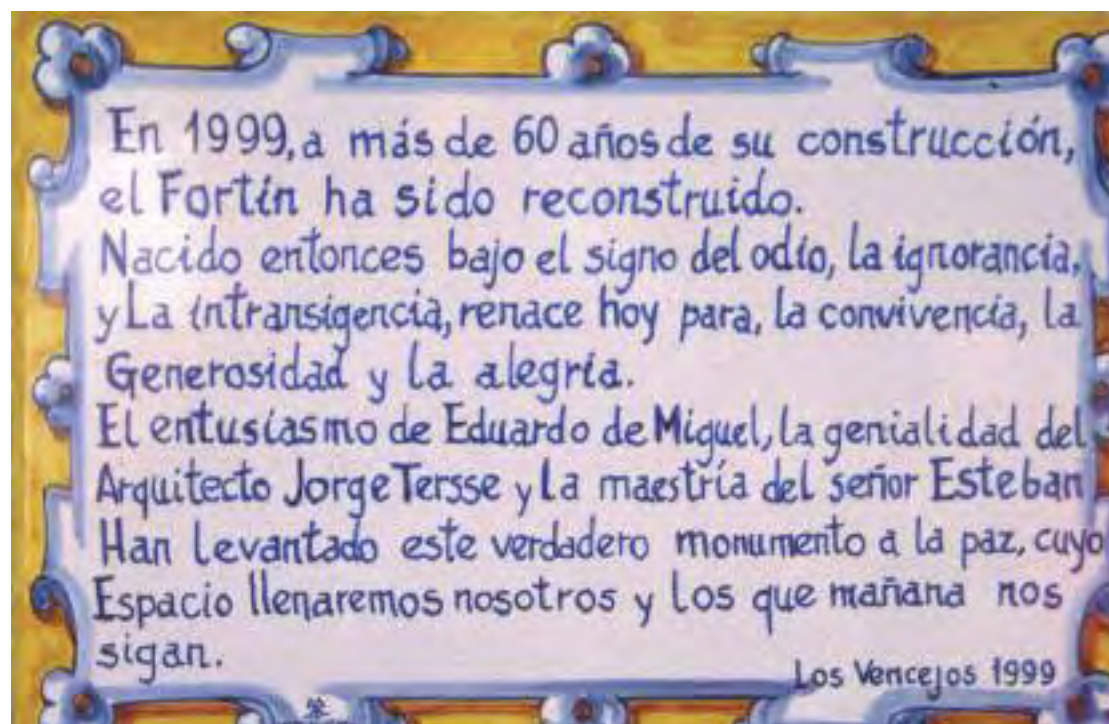 En 1999, a más de 60 años de su construcción,
el Fortín ha sido reconstruido.
Nacido entonces bajo el signo del odio, la ignorancia,
y La intransigencia, renace hoy para, la convivencia, la
Generosidad y la alegría.
El entusiasmo de Eduardo de Miguel, la genialidad del
Arquitecto Jorge Tersse y la maestría del señor Esteban
Han levantado este verdadero monumento a la paz, cuyo
Espacio llenaremos nosotros y los que mañana nos
sigan.
Los Vencejos 1999